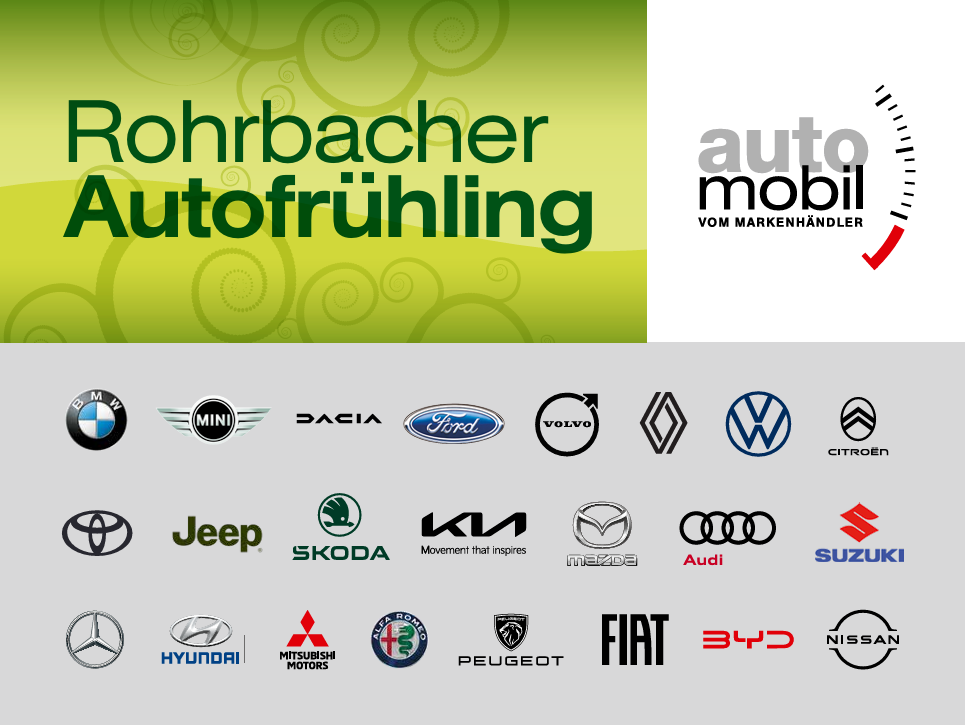 Rohrbacher
Autofrühling
auto
mobil
VOM MARKENHÄNDLER
BMW
MINI
DACIA
Ford
VOLVO
CITROËN
Jeep
ŠKODA
KIA
Movement that inspires
mazda
Audi
SUZUKI
HYUNDAI
MITSUBISHI
MOTORS
ALFA ROMEO
PEUGEOT
PEUGEOT
FIAT
BYD
NISSAN